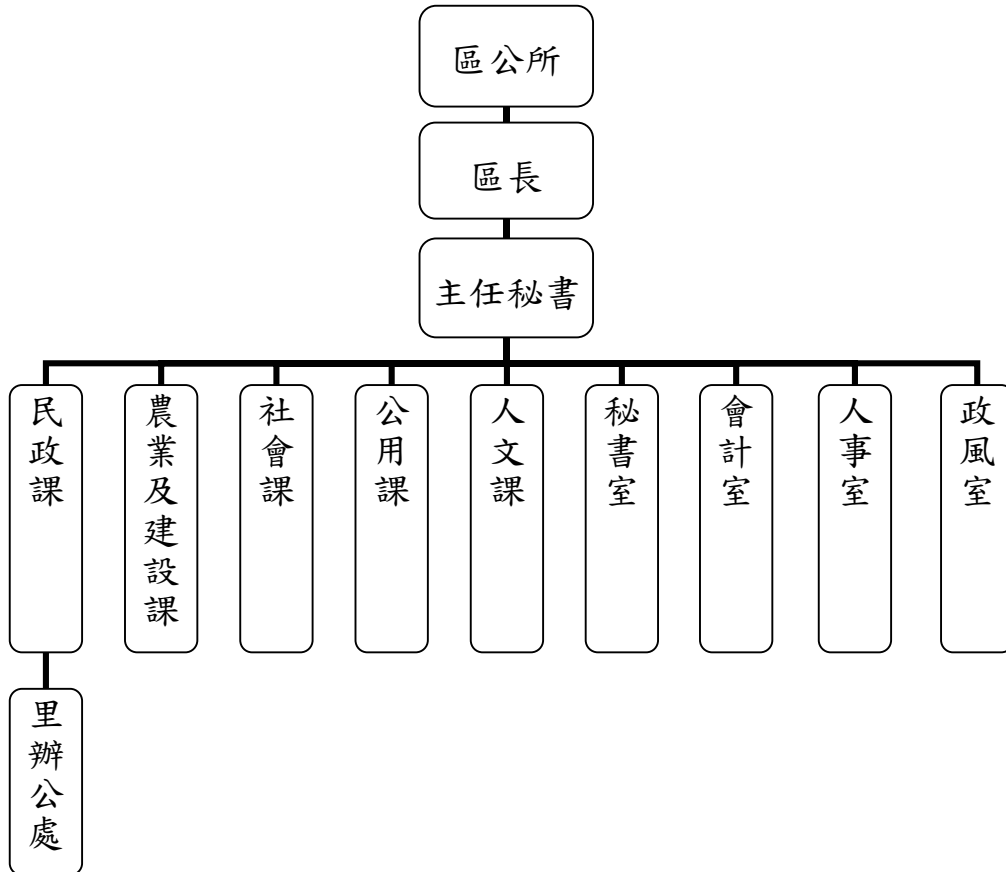 區公所
區長
主任秘書
民政課
農業及建設課
社會課
公用課
人文課
秘書室
會計室
人事室
政風室
里辦公處